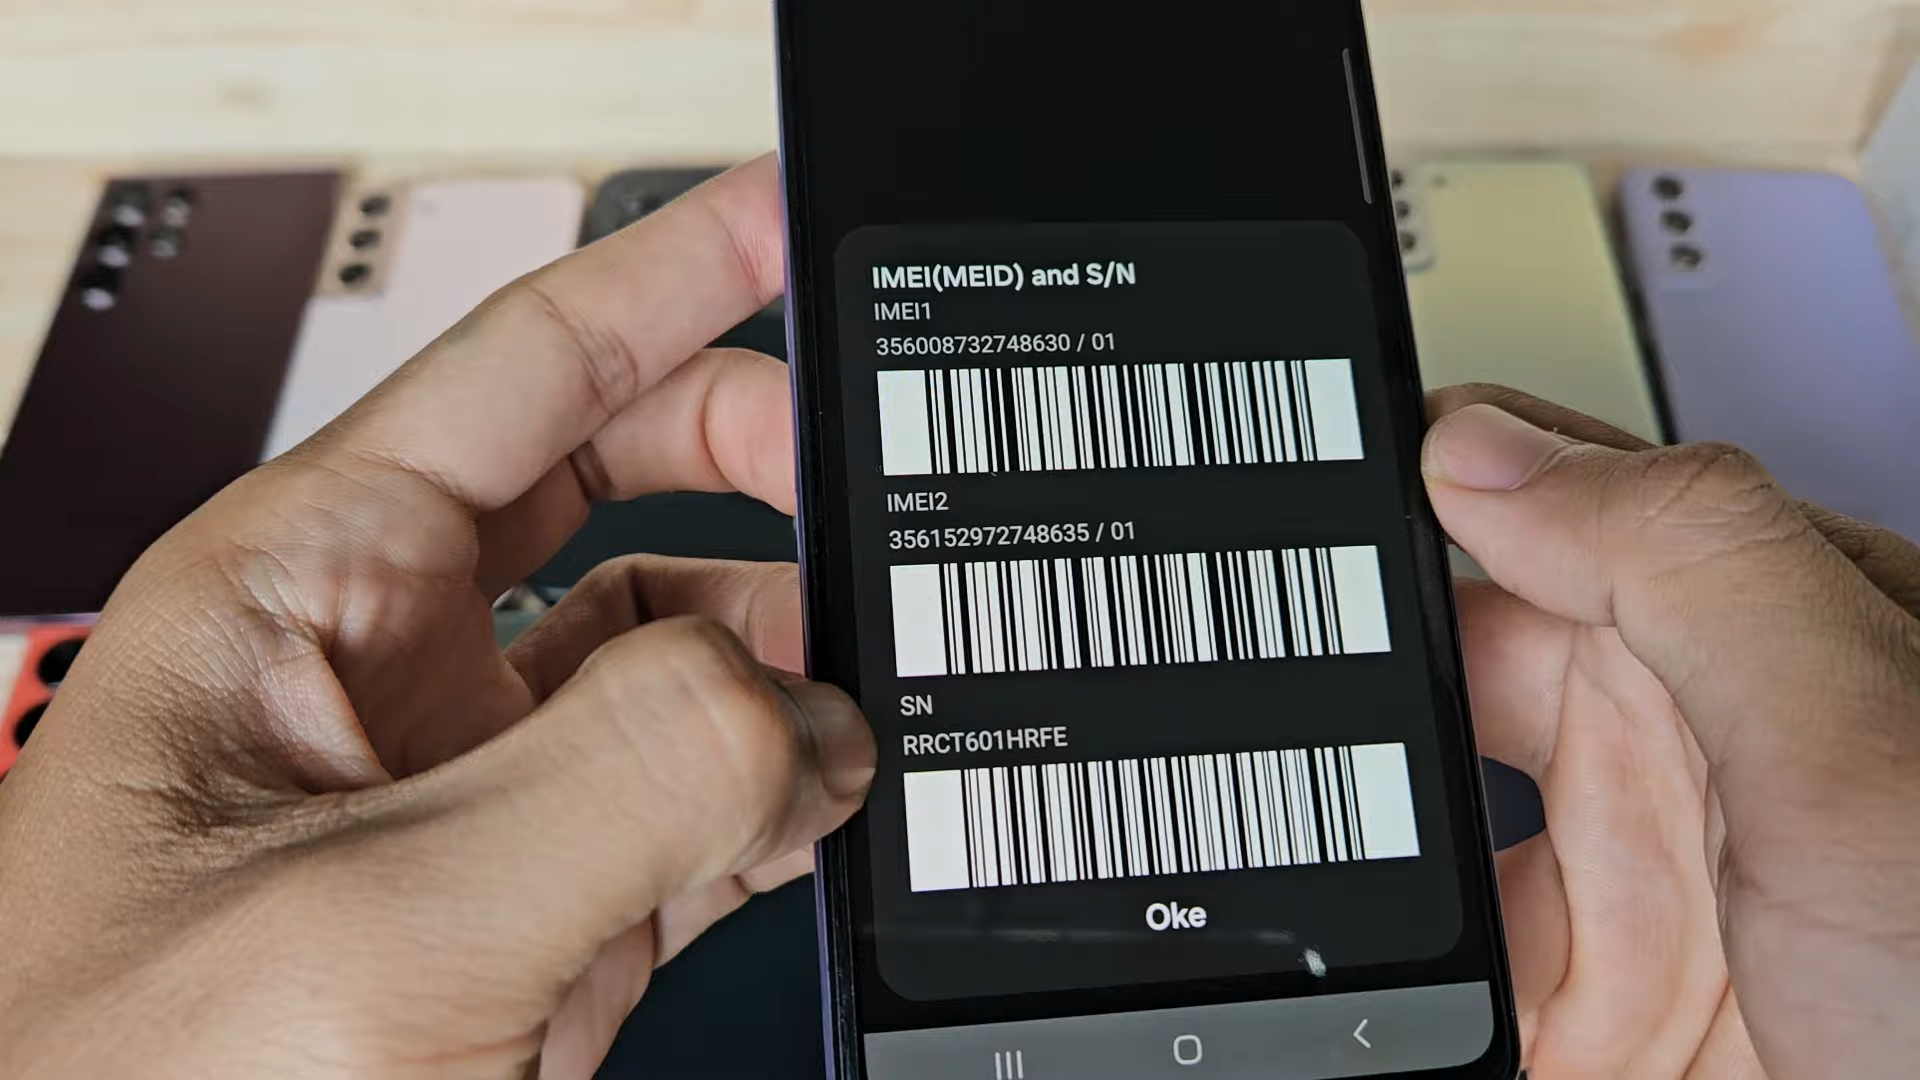 IMEI(MEID) and S/N
IMEI1
356008732748630 / 01
IMEI2
356152972748635 / 01
SN
RRCT601HRFE
Oke